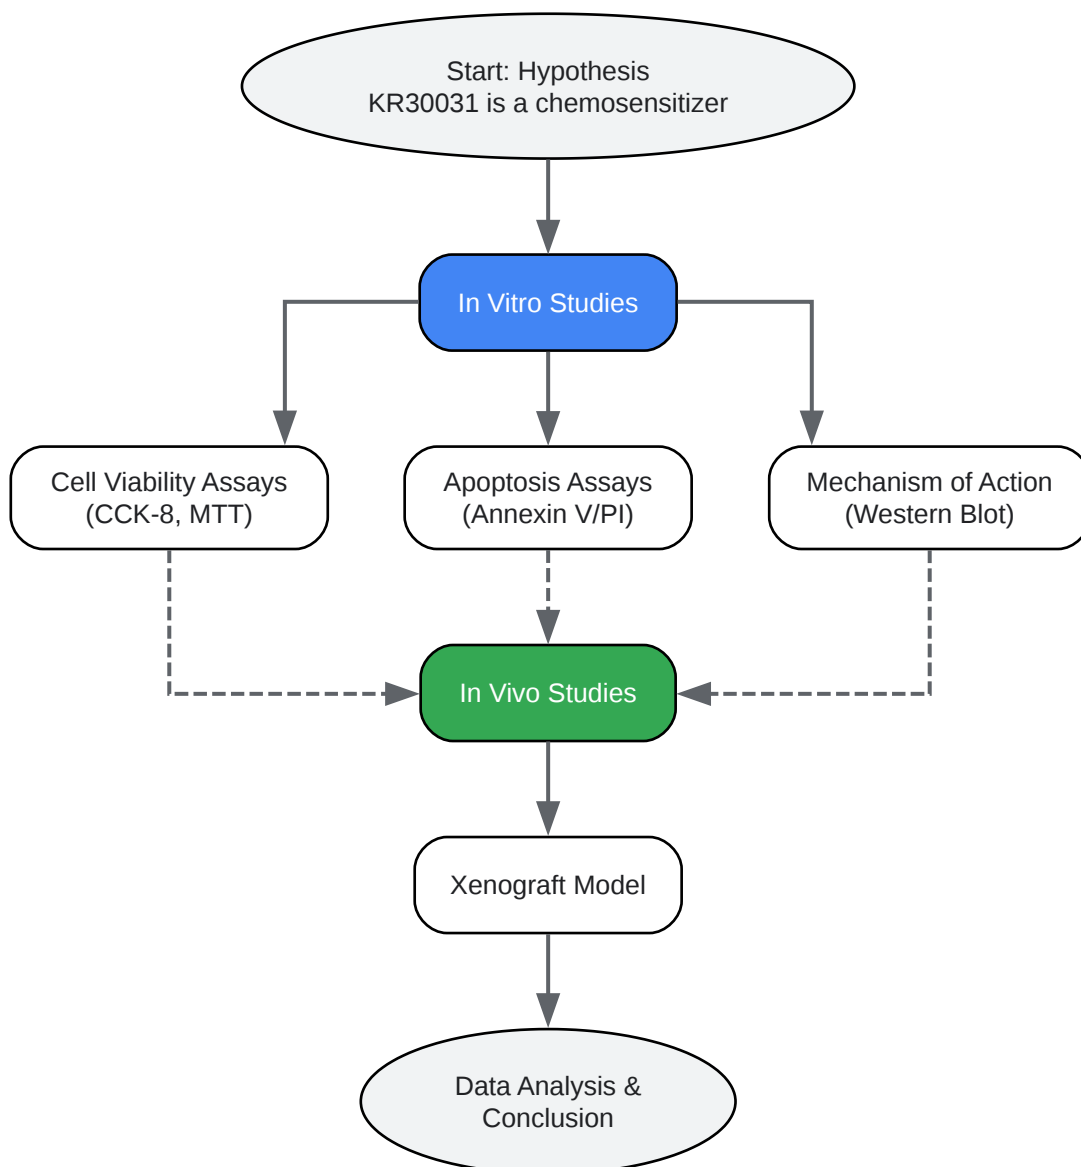 Start: Hypothesis
KR30031 is a chemosensitizer
In Vitro Studies
Cell Viability Assays
(CCK-8, MTT)
Apoptosis Assays
(Annexin V/PI)
Mechanism of Action
(Western Blot)
In Vivo Studies
Xenograft Model
Data Analysis &
Conclusion